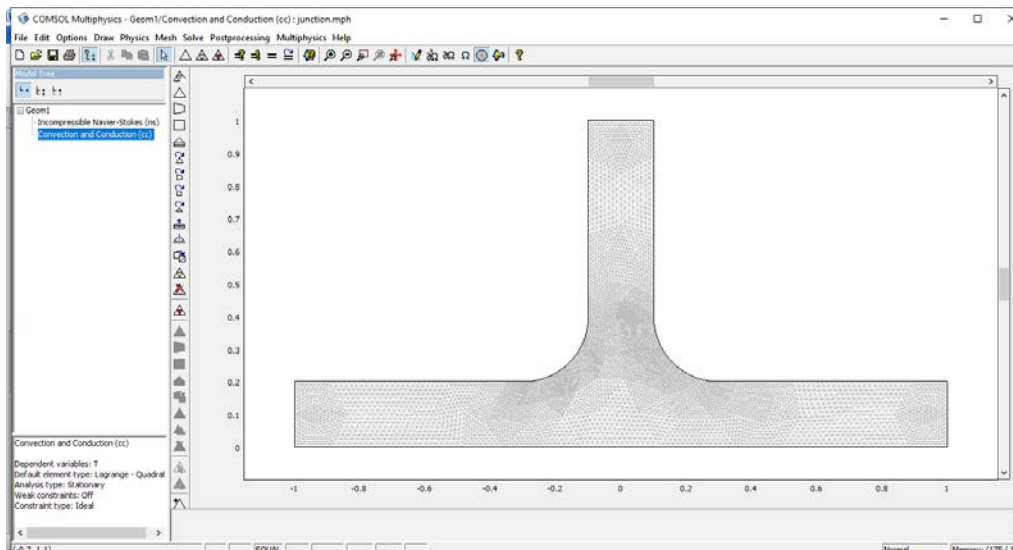 COMSOL Multiphysics - Geom1/Convection and Conduction (cc) : junction.mph
File Edit Options Draw Physics Mesh Solve Postprocessing Multiphysics Help
Model Tree
Geom1
Incompressible Navier-Stokes (ns)
Convection and Conduction (cc)
1
0.9
0.8
0.7
0.6
0.5
0.4
0.3
0.2
0.1
0
-1 -0.8 -0.6 -0.4 -0.2 0 0.2 0.4 0.6 0.8 1
Convection and Conduction (cc)
Dependent variables: T
Default element type: Lagrange - Quadrat
Analysis type: Stationary
Weak constraints: Off
Constraint type: Ideal
EQUAL
Normal